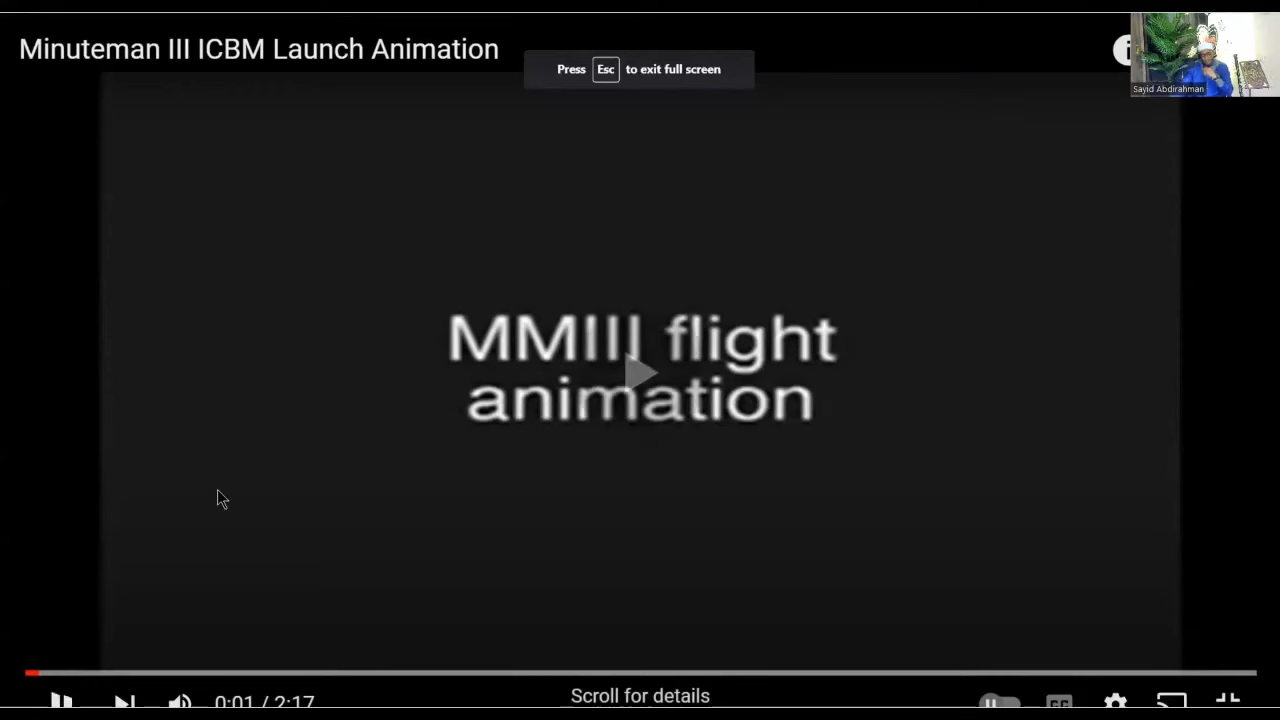 Minuteman III ICBM Launch Animation
Press Esc to exit full screen
Sayid Abdirahman
MMIII flight
animation
0:01 / 2:17
Scroll for details
CC